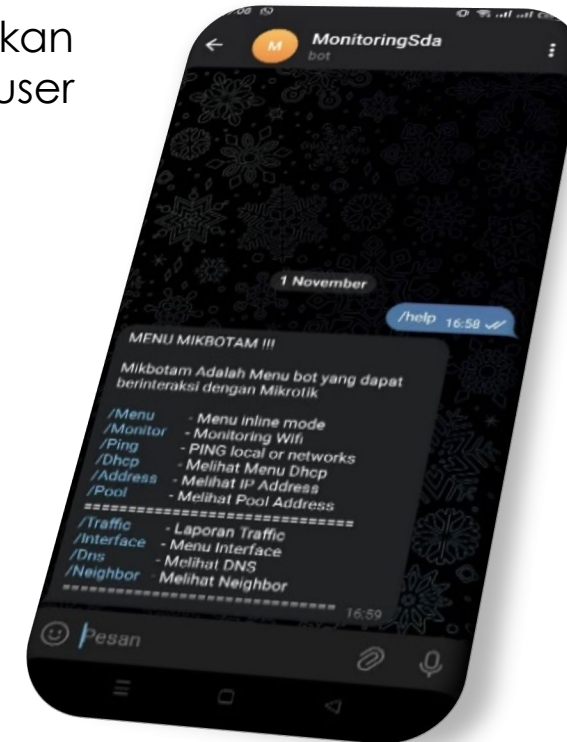 kan
user
MonitoringSda
bot
M
1 November
/help 16:58
MENU MIKBOTAM !!!
Mikbotam Adalah Menu bot yang dapat
berinteraksi dengan Mikrotik
/Menu - Menu inline mode
/Monitor - Monitoring Wifi
/Ping - PING local or networks
/Dhcp - Melihat Menu Dhcp
/Address - Melihat IP Address
/Pool - Melihat Pool Address
==============================
/Traffic - Laporan Traffic
/Interface - Menu Interface
/Dns - Melihat DNS
/Neighbor - Melihat Neighbor
==============================
16:59
Pesan